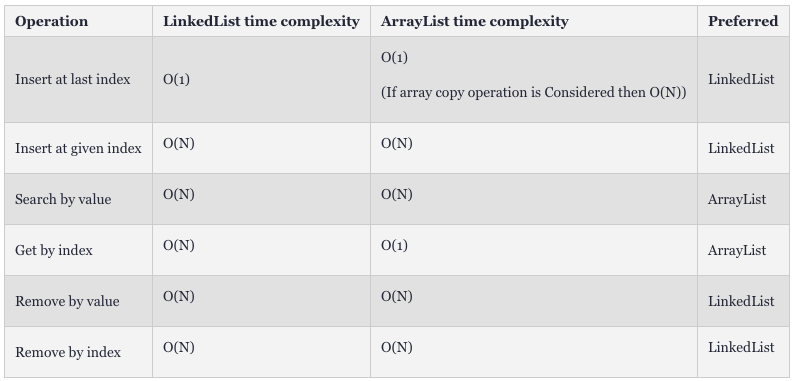 Operation LinkedList time complexity ArrayList time complexity Preferred
Insert at last index O(1) O(1) LinkedList
(If array copy operation is Considered then O(N))
Insert at given index O(N) O(N) LinkedList
Search by value O(N) O(N) ArrayList
Get by index O(N) O(1) ArrayList
Remove by value O(N) O(N) LinkedList
Remove by index O(N) O(N) LinkedList